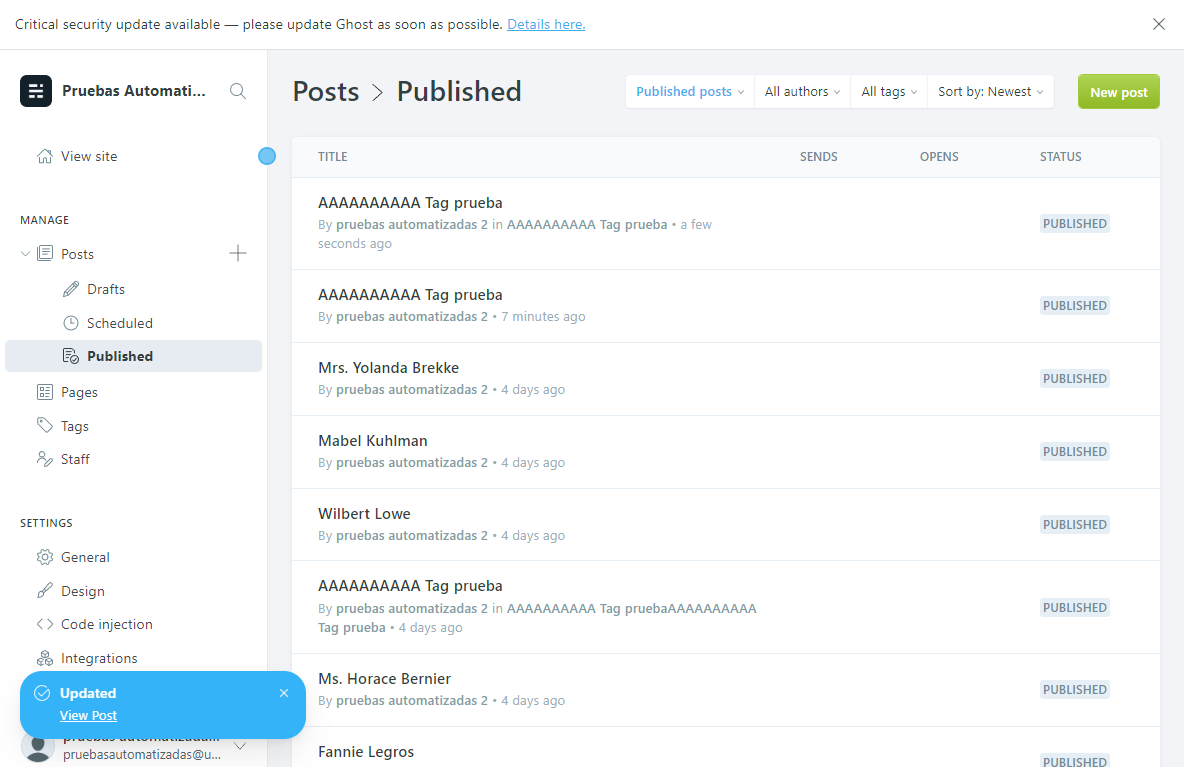 Critical security update available — please update Ghost as soon as possible. Details here.
Pruebas Automati...
View site
MANAGE
Posts
Drafts
Scheduled
Published
Pages
Tags
Staff
SETTINGS
General
Design
Code injection
Integrations
Updated
View Post
pruebas automatizadas...
pruebasautomatizadas@u...
Posts > Published
Published posts
All authors
All tags
Sort by: Newest
New post
TITLE SENDS OPENS STATUS
AAAAAAAAAA Tag prueba
By pruebas automatizadas 2 in AAAAAAAAAA Tag prueba • a few
seconds ago
PUBLISHED
AAAAAAAAAA Tag prueba
By pruebas automatizadas 2 • 7 minutes ago
PUBLISHED
Mrs. Yolanda Brekke
By pruebas automatizadas 2 • 4 days ago
PUBLISHED
Mabel Kuhlman
By pruebas automatizadas 2 • 4 days ago
PUBLISHED
Wilbert Lowe
By pruebas automatizadas 2 • 4 days ago
PUBLISHED
AAAAAAAAAA Tag prueba
By pruebas automatizadas 2 in AAAAAAAAAA Tag pruebaAAAAAAAAAA
Tag prueba • 4 days ago
PUBLISHED
Ms. Horace Bernier
By pruebas automatizadas 2 • 4 days ago
PUBLISHED
Fannie Legros
PUBLISHED